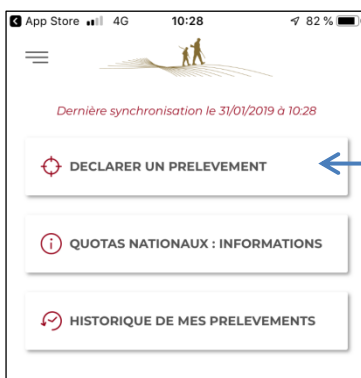 App Store 4G 10:28 82 %
Dernière synchronisation le 31/01/2019 à 10:28
DECLARER UN PRELEVEMENT
QUOTAS NATIONAUX : INFORMATIONS
HISTORIQUE DE MES PRELEVEMENTS